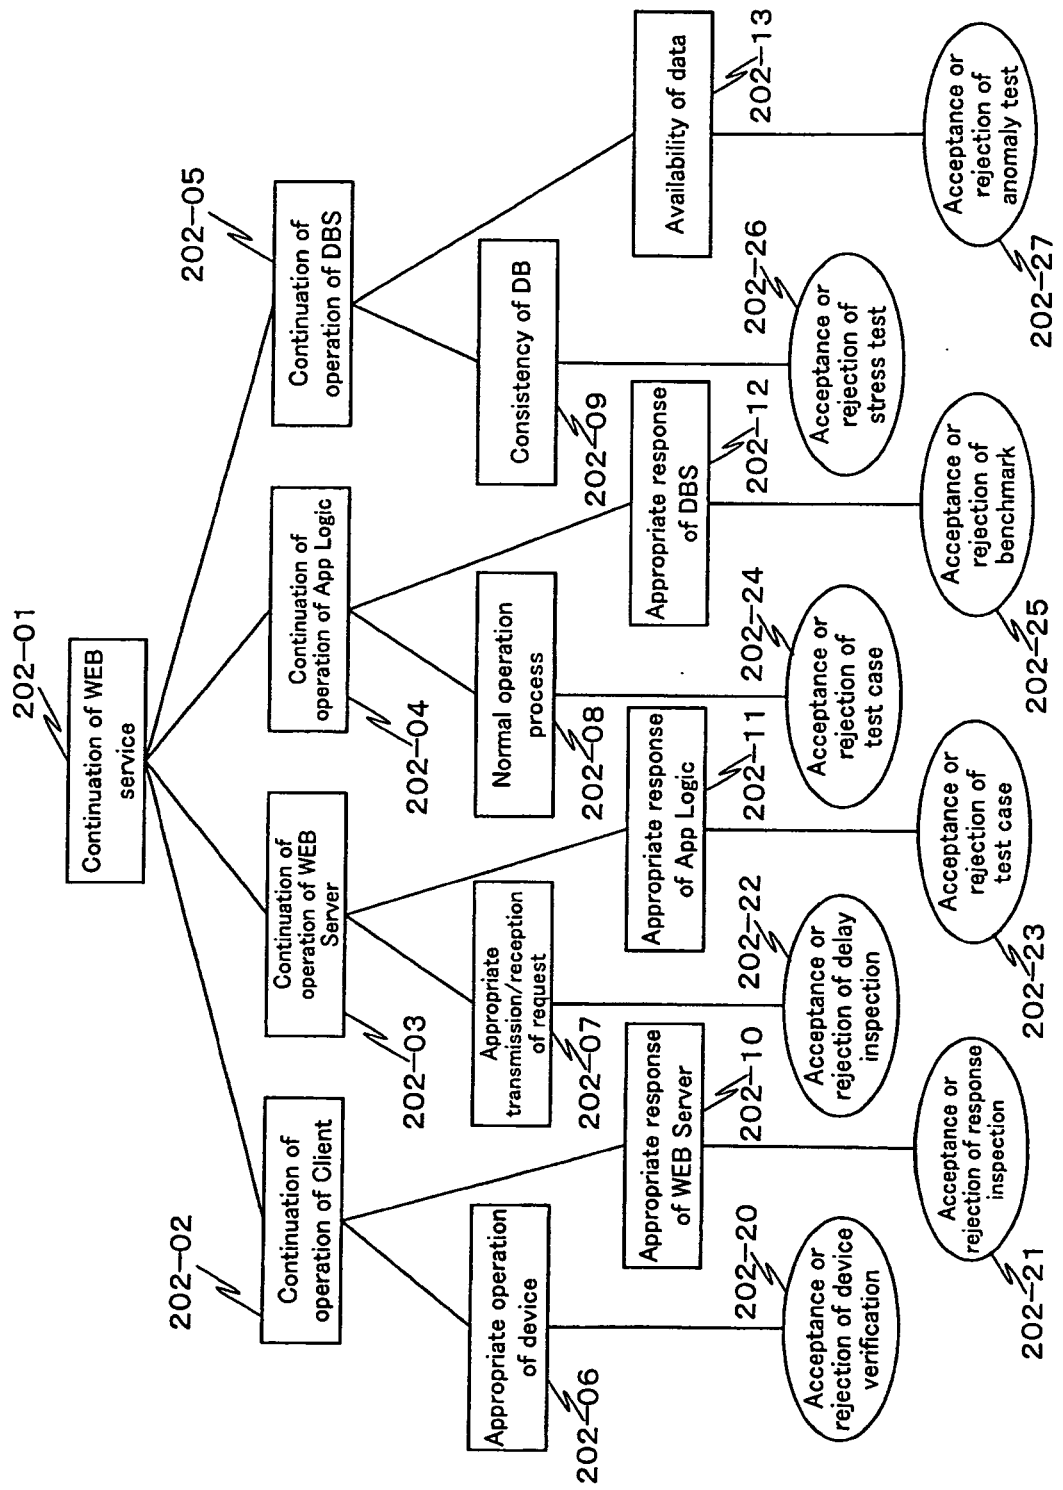 202-01
Continuation of WEB
service
202-02
Continuation of
operation of Client
202-03
Continuation of
operation of WEB
Server
202-04
Continuation of
operation of App Logic
202-05
Continuation of
operation of DBS
202-06
Appropriate operation
of device
202-07
Appropriate
transmission/reception
of request
202-08
Normal operation
process
202-09
Consistency of DB
202-10
Appropriate response
of WEB Server
202-11
Appropriate response
of App Logic
202-12
Appropriate response
of DBS
202-13
Availability of data
202-20
Acceptance or
rejection of device
verification
202-22
Acceptance or
rejection of delay
inspection
202-24
Acceptance or
rejection of
test case
202-26
Acceptance or
rejection of
stress test
202-21
Acceptance or
rejection of response
inspection
202-23
Acceptance or
rejection of
test case
202-25
Acceptance or
rejection of
benchmark
202-27
Acceptance or
rejection of
anomaly test